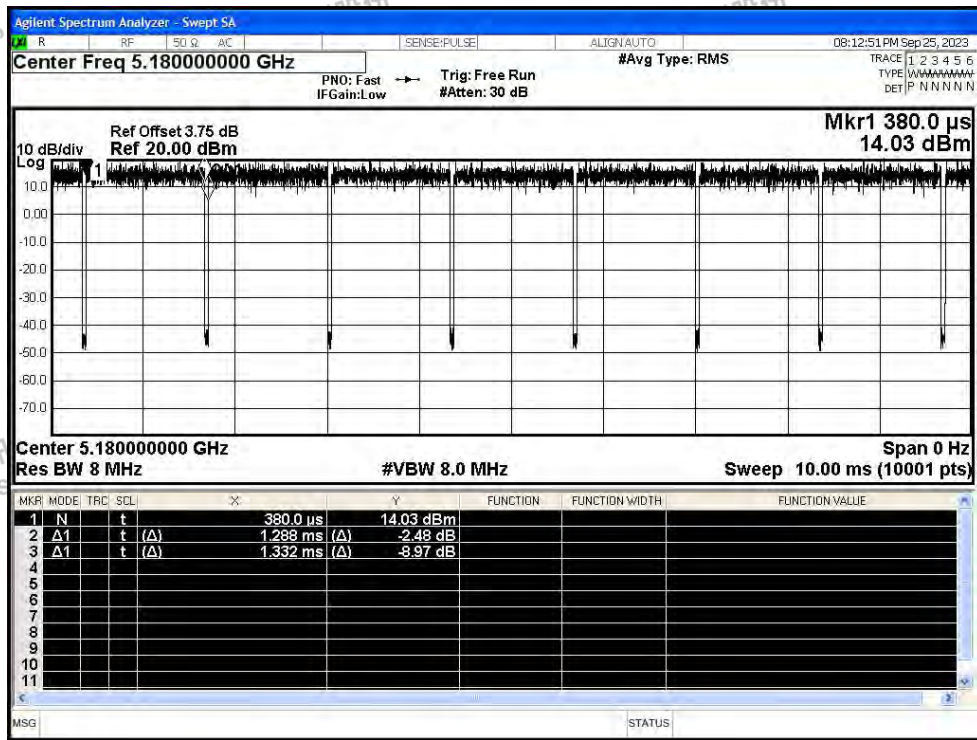 Agilent Spectrum Analyzer - Swept SA
LXI R RF 50 Ω AC SENSE:PULSE ALIGN AUTO 08:12:51 PM Sep 25, 2023
Center Freq 5.180000000 GHz
#Avg Type: RMS
TRACE 1 2 3 4 5 6
PNO: Fast Trig: Free Run
TYPE WWWWWW
IFGain:Low #Atten: 30 dB
DET P N N N N N
Mkr1 380.0 µs
Ref Offset 3.75 dB
10 dB/div Ref 20.00 dBm 14.03 dBm
Log
1
10.0
0.00
-10.0
-20.0
-30.0
-40.0
-50.0
-60.0
-70.0
Center 5.180000000 GHz Span 0 Hz
Res BW 8 MHz #VBW 8.0 MHz Sweep 10.00 ms (10001 pts)
MKR MODE TRC SCL X Y FUNCTION FUNCTION WIDTH FUNCTION VALUE
1 N t 380.0 µs 14.03 dBm
2 Δ1 t (Δ) 1.288 ms (Δ) -2.48 dB
3 Δ1 t (Δ) 1.332 ms (Δ) -8.97 dB
4
5
6
7
8
9
10
11
MSG STATUS